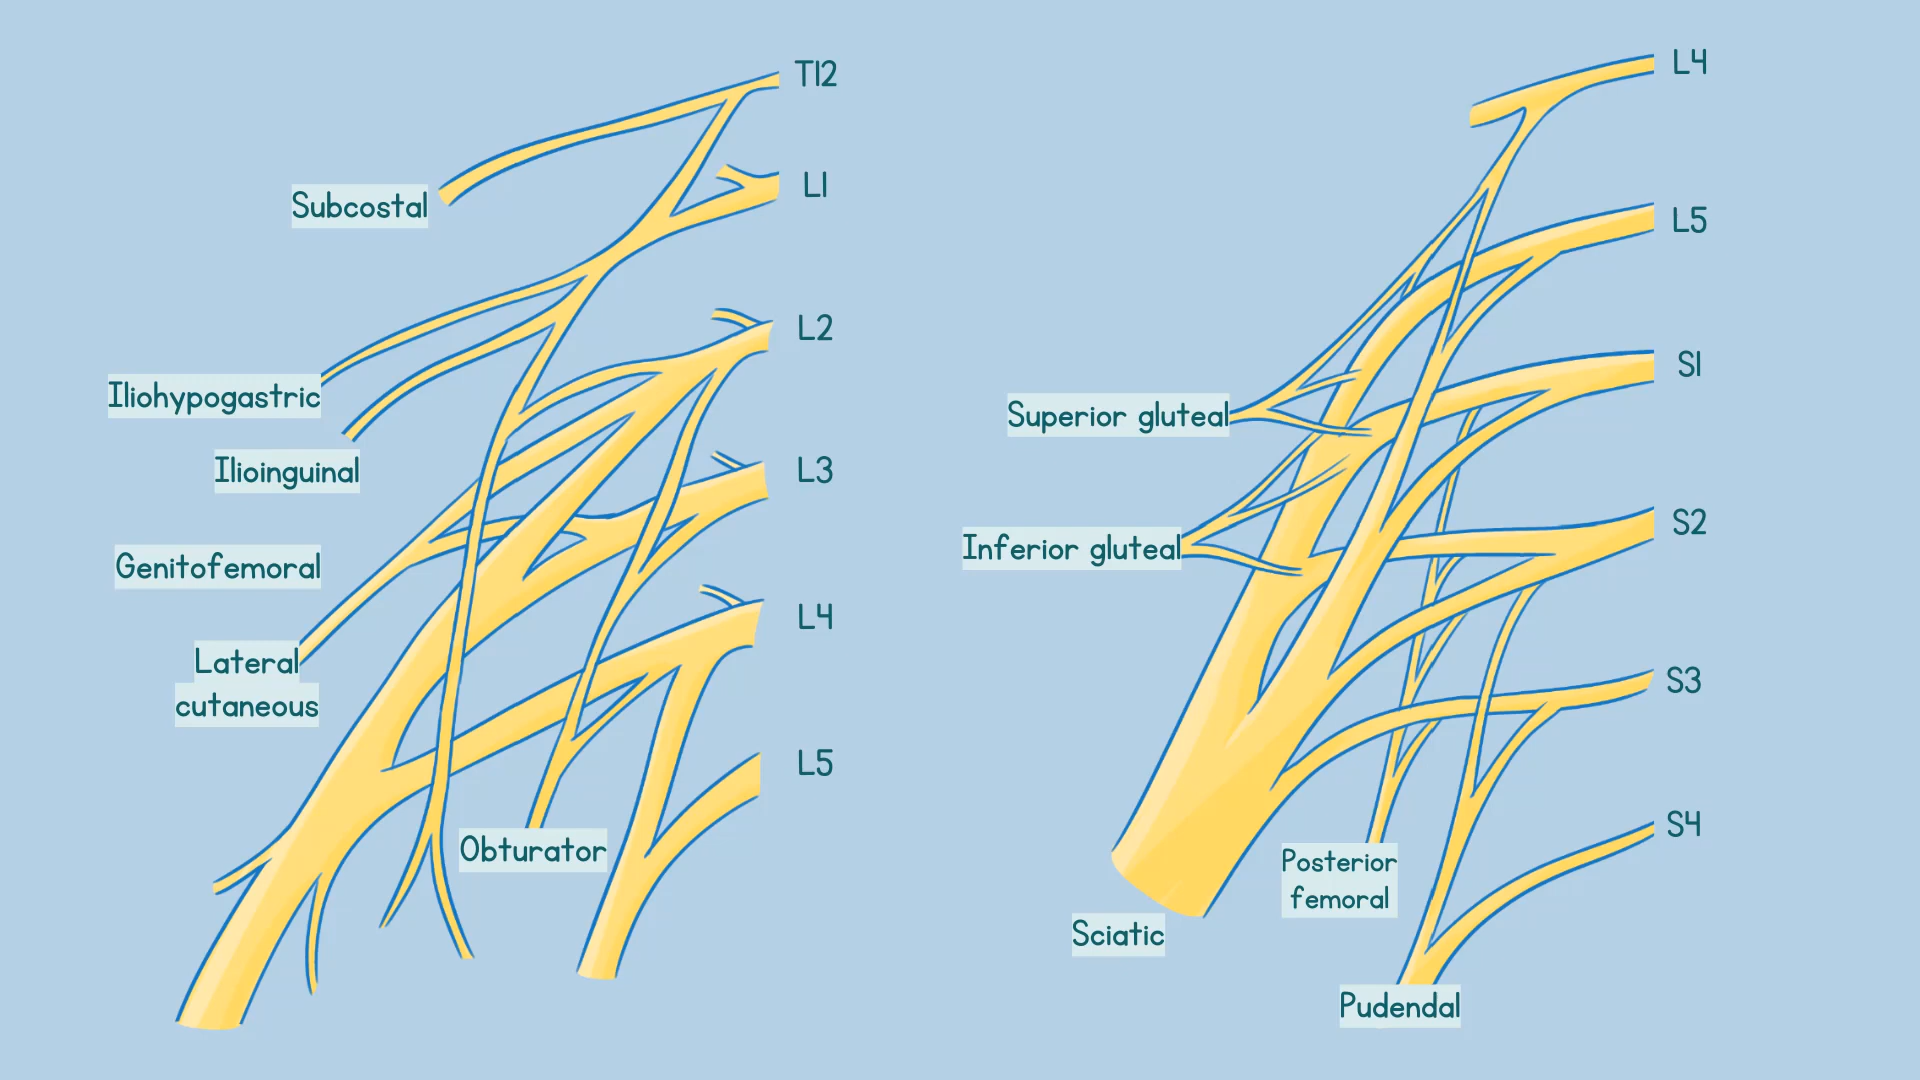 T12
L1
Subcostal
L2
Iliohypogastric
Ilioinguinal
L3
Genitofemoral
L4
Lateral
cutaneous
L5
Obturator
L4
L5
S1
Superior gluteal
S2
Inferior gluteal
S3
S4
Posterior
femoral
Sciatic
Pudendal